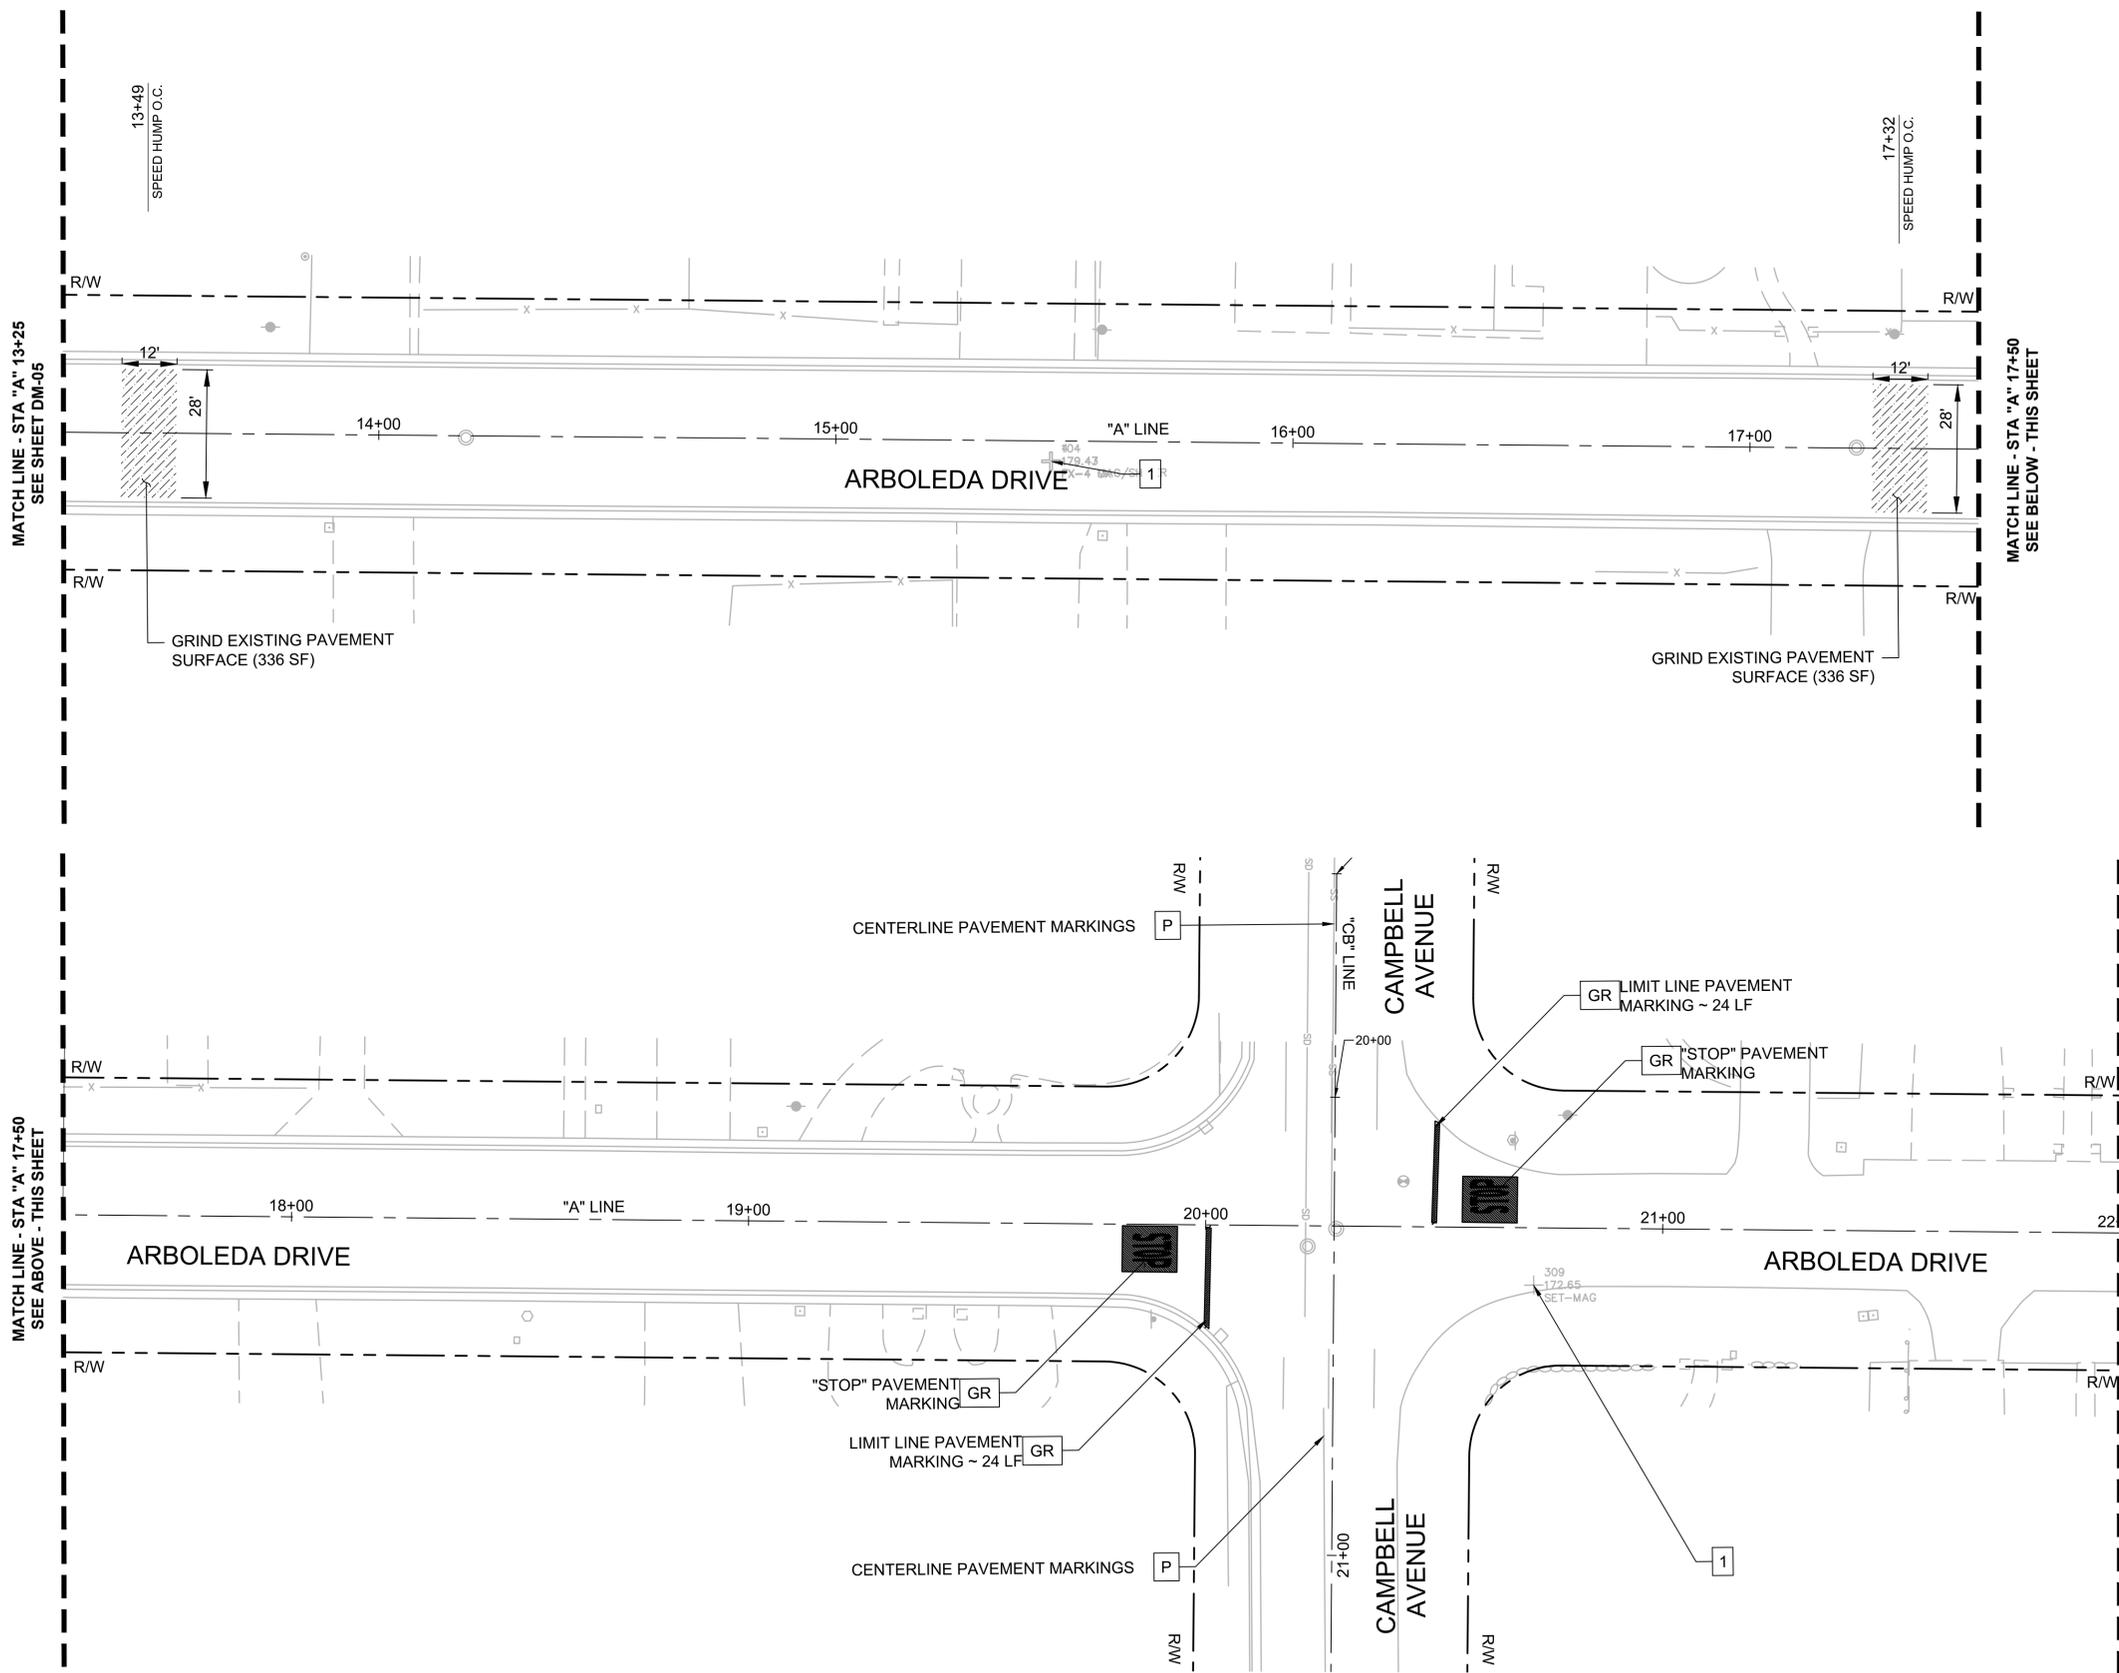 13+49
SPEED HUMP O.C.
17+32
SPEED HUMP O.C.
R/W
R/W
MATCH LINE - STA "A" 13+25
SEE SHEET DM-05
12'
28'
14+00
15+00
"A" LINE
16+00
17+00
12'
28'
MATCH LINE - STA "A" 17+50
SEE BELOW - THIS SHEET
179.43
1
ARBOLEDA DRIVE
R/W
R/W
GRIND EXISTING PAVEMENT
SURFACE (336 SF)
GRIND EXISTING PAVEMENT
SURFACE (336 SF)
R/W
R/W
SD
SS
CENTERLINE PAVEMENT MARKINGS
P
"CB" LINE
CAMPBELL
AVENUE
GR
LIMIT LINE PAVEMENT
MARKING ~ 24 LF
SD
20+00
GR
"STOP" PAVEMENT
MARKING
R/W
R/W
MATCH LINE - STA "A" 17+50
SEE ABOVE - THIS SHEET
18+00
"A" LINE
19+00
20+00
SD
STOP
21+00
22
ARBOLEDA DRIVE
STOP
ARBOLEDA DRIVE
309
172.65
SET-MAG
R/W
R/W
"STOP" PAVEMENT
MARKING
GR
LIMIT LINE PAVEMENT
MARKING ~ 24 LF
GR
CENTERLINE PAVEMENT MARKINGS
P
21+00
CAMPBELL
AVENUE
1
R/W
R/W